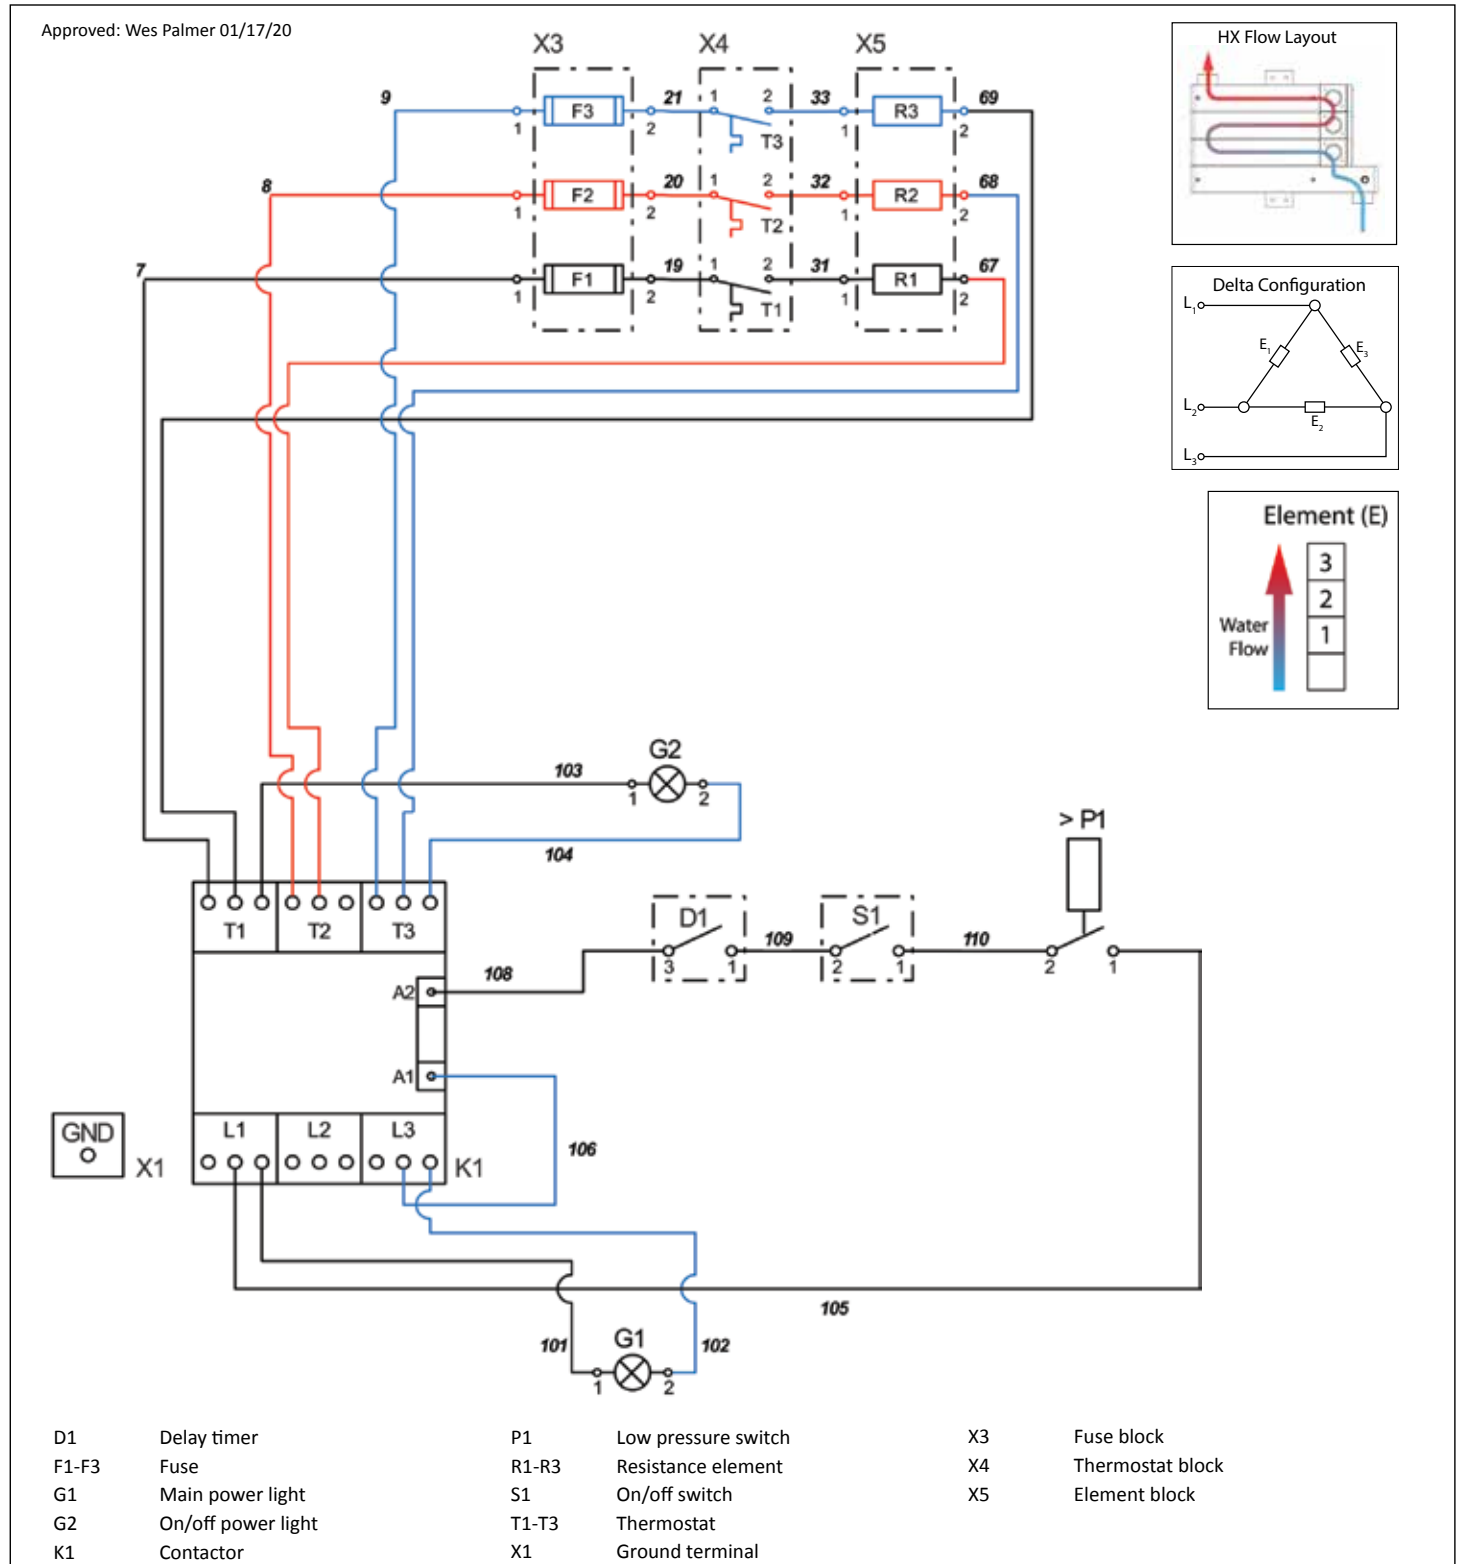 Approved: Wes Palmer 01/17/20
X3 X4 X5
HX Flow Layout
9 1 F3 2 21 1 2 T3 33 1 R3 2 69
8 1 F2 2 20 1 2 T2 32 1 R2 2 68
7 1 F1 2 19 1 2 T1 31 1 R1 2 67
Delta Configuration
L1
E1 E3
L2
E2
L3
Element (E)
3
2
1
Water
Flow
G2
103 1 2
104
> P1
T1 T2 T3
D1 S1
3 1 109 2 1 110 2 1
A2 108
A1
GND
X1
L1 L2 L3
K1
106
105
101 G1 102
1 2
D1 Delay timer
F1-F3 Fuse
G1 Main power light
G2 On/off power light
K1 Contactor
P1 Low pressure switch
R1-R3 Resistance element
S1 On/off switch
T1-T3 Thermostat
X1 Ground terminal
X3 Fuse block
X4 Thermostat block
X5 Element block